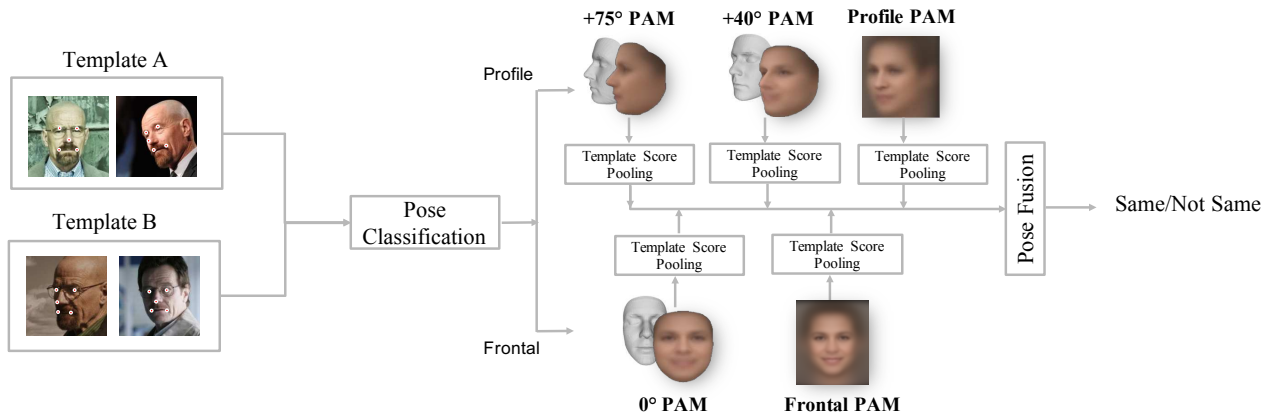 Template A
Template B
Pose
Classification
Profile
Frontal
+75° PAM
+40° PAM
Profile PAM
Template Score
Pooling
Template Score
Pooling
Template Score
Pooling
Template Score
Pooling
Template Score
Pooling
0° PAM
Frontal PAM
Pose Fusion
Same/Not Same